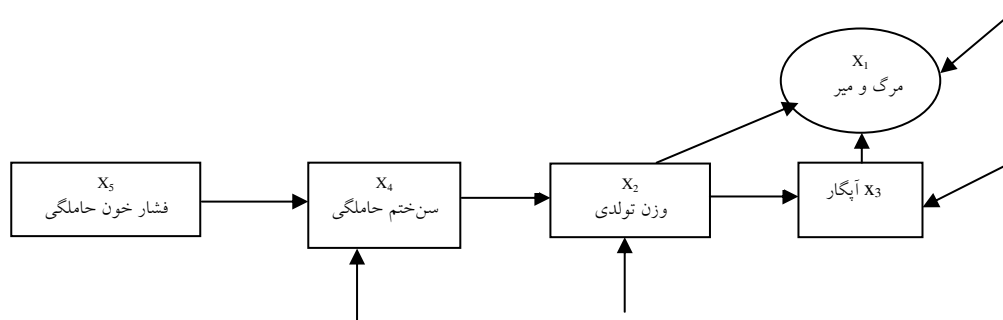 X₁
مرگ و میر
X₅
فشار خون حاملگی
X₄
سن‌ختم حاملگی
X₂
وزن تولدی
X₃ آپگار